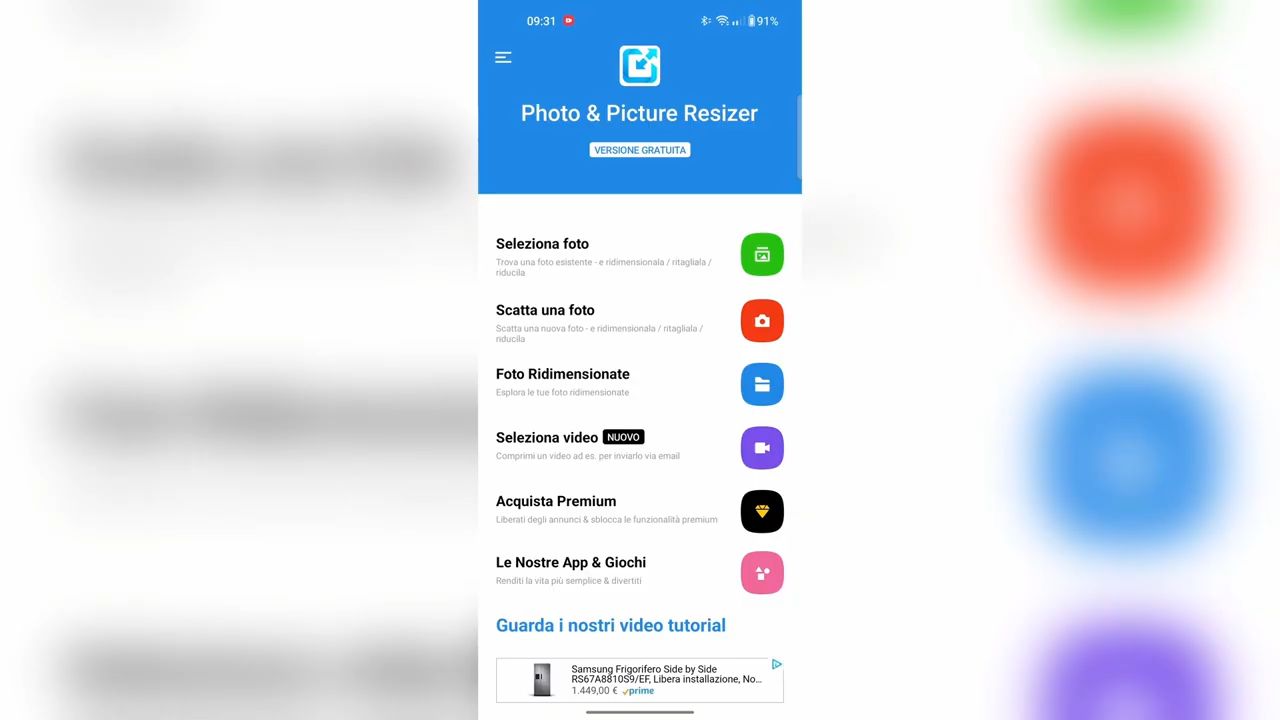 09:31
91%
Photo & Picture Resizer
VERSIONE GRATUITA
Seleziona foto
Trova una foto esistente - e ridimensionala / ritagliala /
riducila
Scatta una foto
Scatta una nuova foto - e ridimensionala / ritagliala /
riducila
Foto Ridimensionate
Esplora le tue foto ridimensionate
Seleziona video NUOVO
Comprimi un video ad es. per inviarlo via email
Acquista Premium
Liberati degli annunci & sblocca le funzionalità premium
Le Nostre App & Giochi
Renditi la vita più semplice & divertiti
Guarda i nostri video tutorial
Samsung Frigorifero Side by Side
RS67A8810S9/EF, Libera installazione, No...
1.449,00 € prime